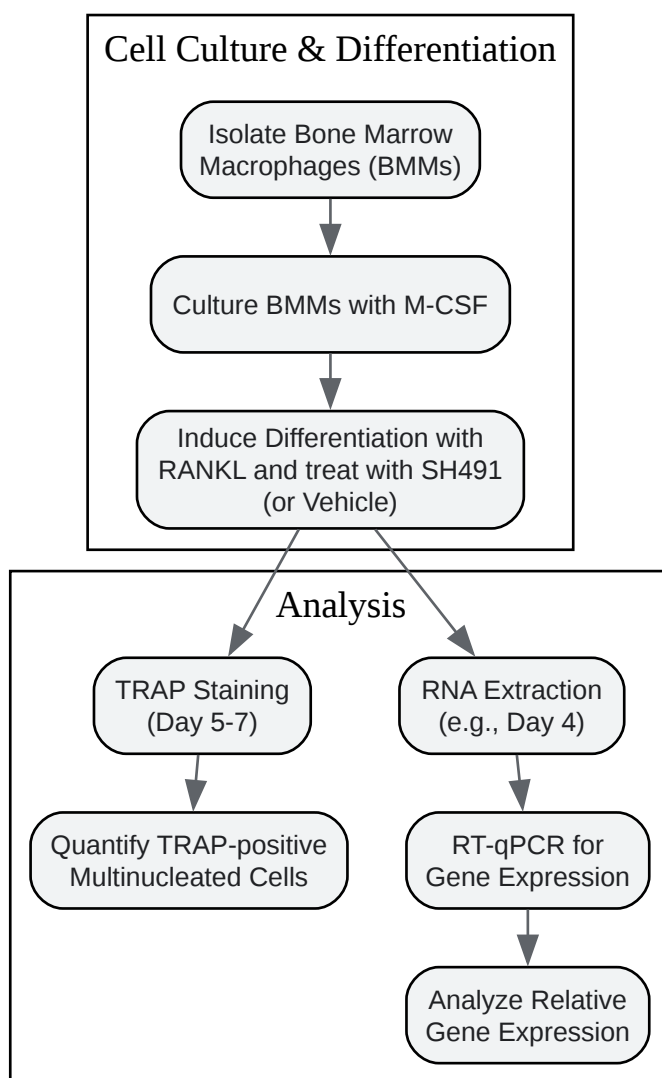 Cell Culture & Differentiation
Isolate Bone Marrow
Macrophages (BMMs)
Culture BMMs with M-CSF
Induce Differentiation with
RANKL and treat with SH491
(or Vehicle)
Analysis
TRAP Staining
(Day 5-7)
RNA Extraction
(e.g., Day 4)
Quantify TRAP-positive
Multinucleated Cells
RT-qPCR for
Gene Expression
Analyze Relative
Gene Expression